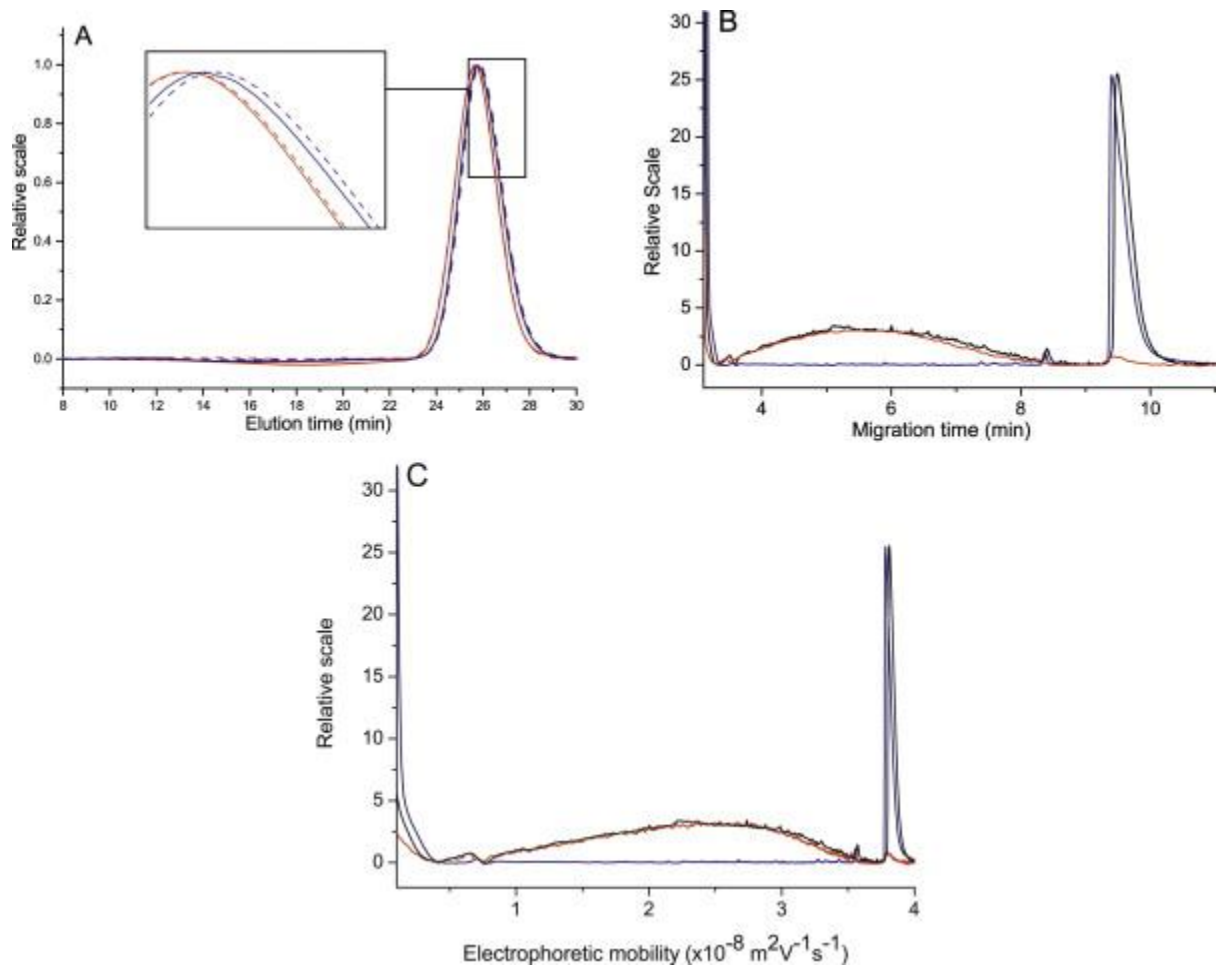 A
Relative scale
1.0
0.8
0.6
0.4
0.2
0.0
8 10 12 14 16 18 20 22 24 26 28 30
Elution time (min)
B
Relative Scale
30
25
20
15
10
5
0
4 6 8 10
Migration time (min)
C
Relative scale
30
25
20
15
10
5
0
1 2 3 4
Electrophoretic mobility (x10⁻⁸ m²V⁻¹s⁻¹)